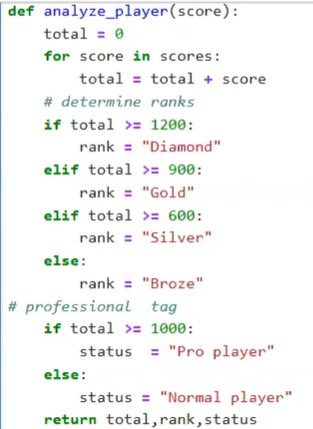 def analyze_player(score):
    total = 0
    for score in scores:
        total = total + score
    # determine ranks
    if total >= 1200:
        rank = "Diamond"
    elif total >= 900:
        rank = "Gold"
    elif total >= 600:
        rank = "Silver"
    else:
        rank = "Broze"
# professional  tag
    if total >= 1000:
        status  = "Pro player"
    else:
        status = "Normal player"
    return total,rank,status